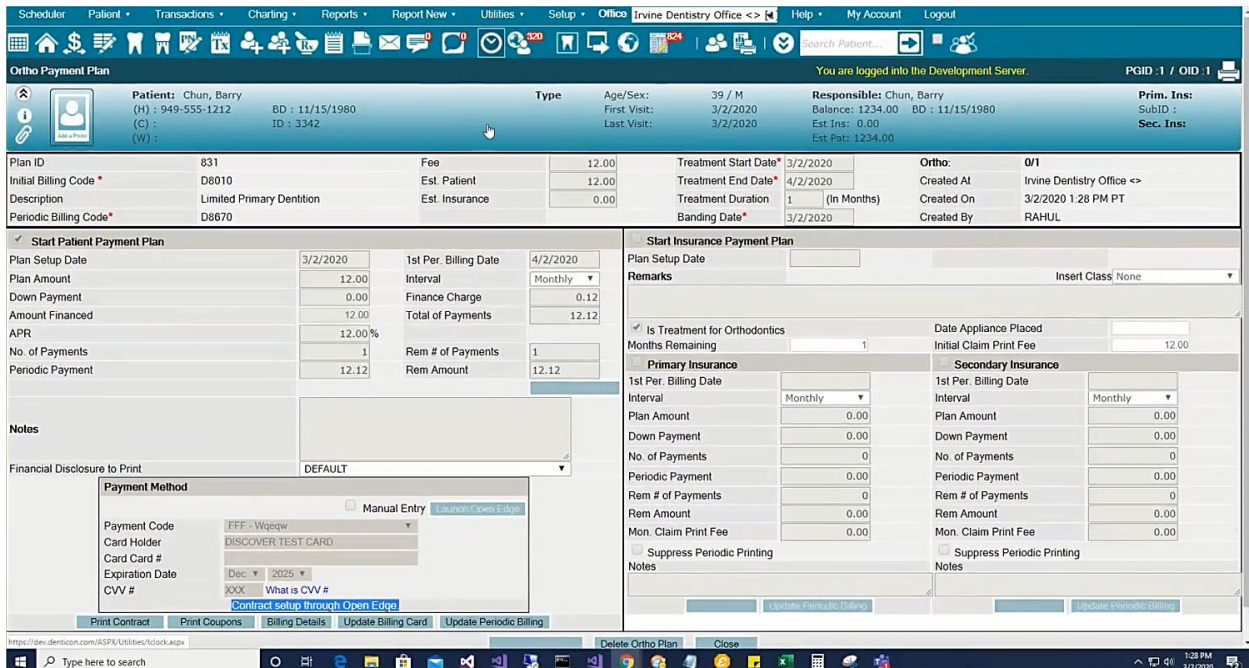 Scheduler Patient Transactions Charting Reports Report New Utilities Setup Office Irvine Dentistry Office <> Help My Account Logout
0 0 320 824 Search Patient...
Ortho Payment Plan You are logged into the Development Server. PGID :1 / OID :1
Patient: Chun, Barry Type Age/Sex: 39 / M Responsible: Chun, Barry Prim. Ins:
(H) : 949-555-1212 BD : 11/15/1980 First Visit: 3/2/2020 Balance: 1234.00 BD : 11/15/1980 SubID :
Add a Photo (C) : ID : 3342 Last Visit: 3/2/2020 Est Ins: 0.00 Sec. Ins:
(W) : Est Pat: 1234.00
Plan ID 831 Fee 12.00 Treatment Start Date* 3/2/2020 Ortho: 0/1
Initial Billing Code * D8010 Est. Patient 12.00 Treatment End Date* 4/2/2020 Created At Irvine Dentistry Office <>
Description Limited Primary Dentition Est. Insurance 0.00 Treatment Duration 1 (In Months) Created On 3/2/2020 1:28 PM PT
Periodic Billing Code* D8670 Banding Date* 3/2/2020 Created By RAHUL
Start Patient Payment Plan
Plan Setup Date 3/2/2020 1st Per. Billing Date 4/2/2020
Plan Amount 12.00 Interval Monthly
Down Payment 0.00 Finance Charge 0.12
Amount Financed 12.00 Total of Payments 12.12
APR 12.00 %
No. of Payments 1 Rem # of Payments 1
Periodic Payment 12.12 Rem Amount 12.12
Notes
Financial Disclosure to Print DEFAULT
Payment Method
Manual Entry Launch Open Edge
Payment Code FFF - Wqeqw
Card Holder DISCOVER TEST CARD
Card Card #
Expiration Date Dec 2025
CVV # XXX What is CVV #
Contract setup through Open Edge.
Print Contract Print Coupons Billing Details Update Billing Card Update Periodic Billing
Start Insurance Payment Plan
Plan Setup Date
Remarks Insert Class None
Is Treatment for Orthodontics Date Appliance Placed
Months Remaining 1 Initial Claim Print Fee 12.00
Primary Insurance Secondary Insurance
1st Per. Billing Date 1st Per. Billing Date
Interval Monthly Interval Monthly
Plan Amount 0.00 Plan Amount 0.00
Down Payment 0.00 Down Payment 0.00
No. of Payments 0 No. of Payments 0
Periodic Payment 0.00 Periodic Payment 0.00
Rem # of Payments 0 Rem # of Payments 0
Rem Amount 0.00 Rem Amount 0.00
Mon. Claim Print Fee 0.00 Mon. Claim Print Fee 0.00
Suppress Periodic Printing Suppress Periodic Printing
Notes Notes
Update Periodic Billing Update Periodic Billing
https://dev.denticon.com/ASPX/Utilities/tclock.aspx Delete Ortho Plan Close
Type here to search 1:28 PM
3/2/2020